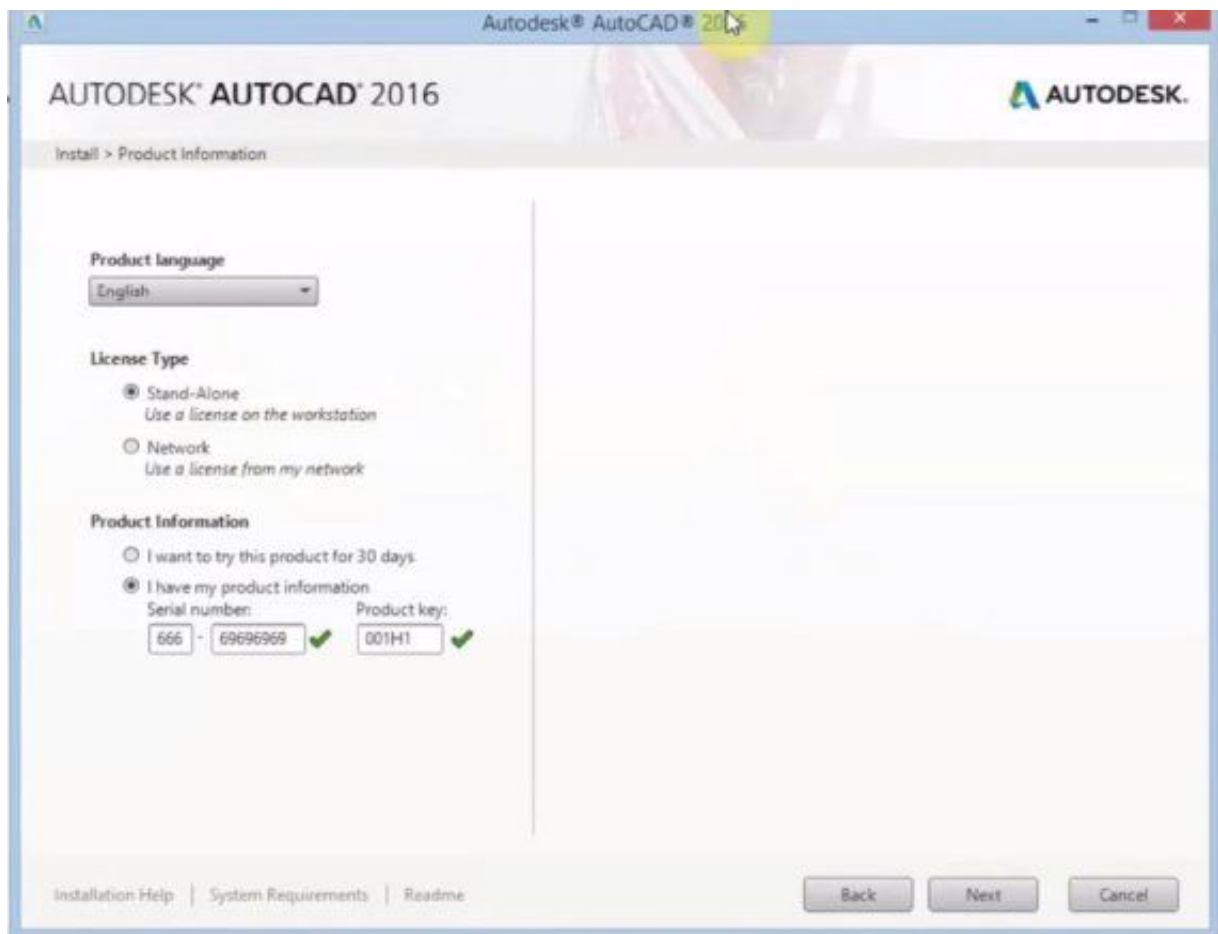 Autodesk® AutoCAD®
AUTODESK® AUTOCAD® 2016
AUTODESK.
Install > Product Information
Product language
English
License Type
Stand-Alone
Use a license on the workstation
Network
Use a license from my network
Product Information
I want to try this product for 30 days
I have my product information
Serial number: Product key:
666 - 69696969 001H1
Installation Help | System Requirements | Readme
Back Next Cancel